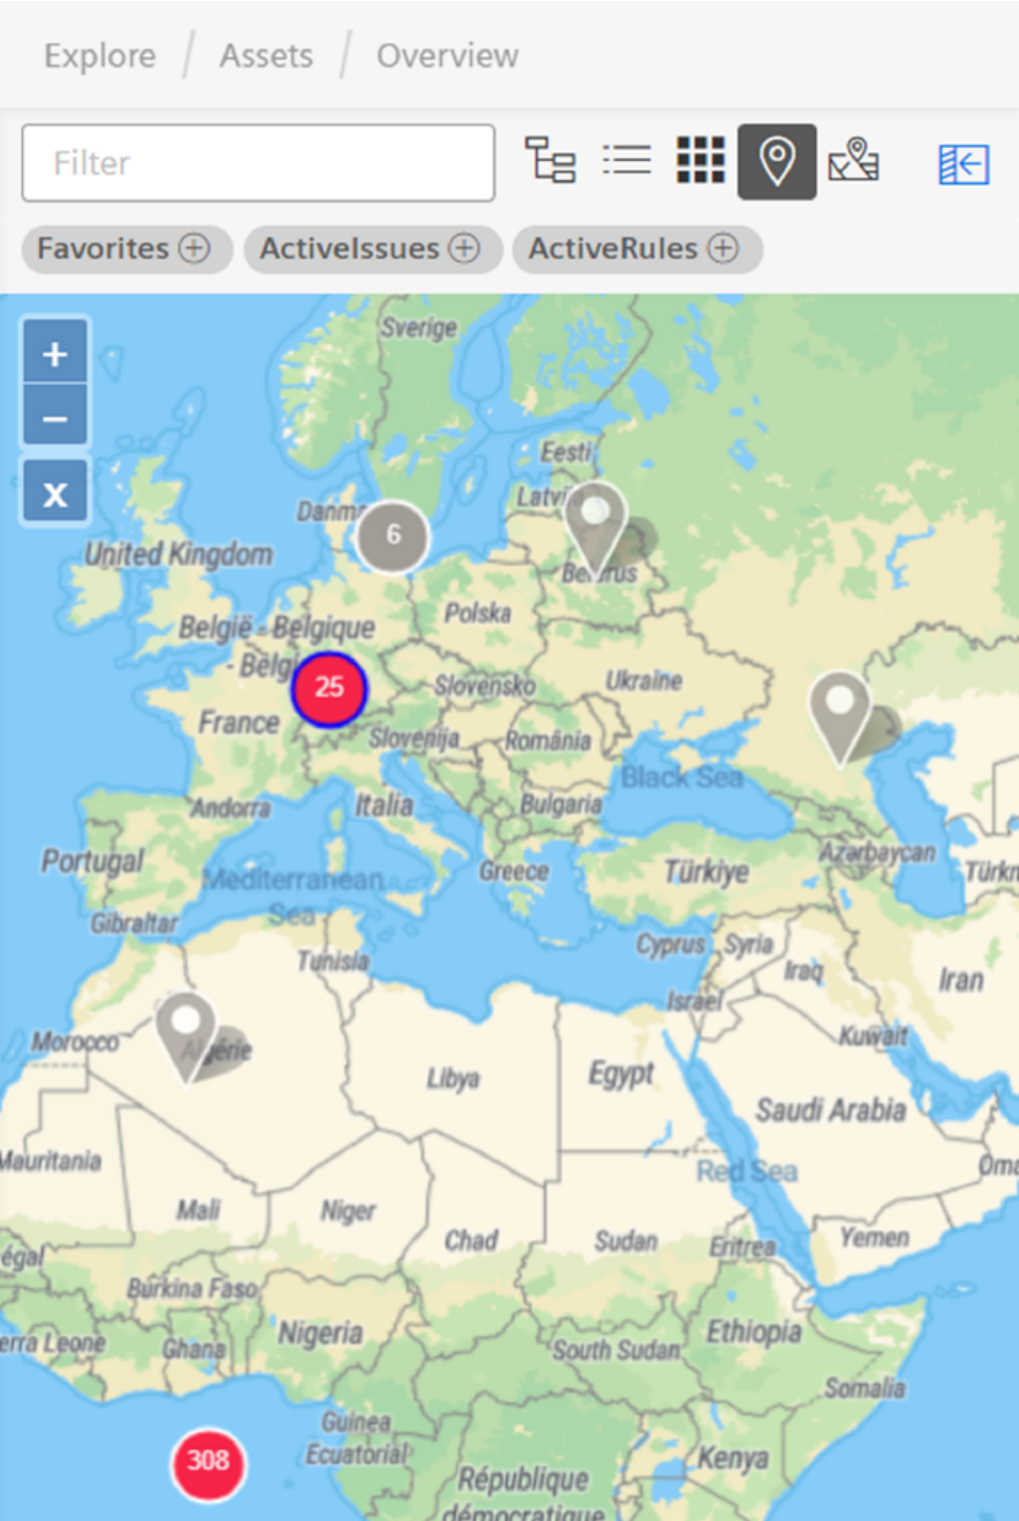 Explore / Assets / Overview
Filter
Favorites ActiveIssues ActiveRules
+
Sverige
−
Eesti
x
Danm
6
United Kingdom
Polska
België - Belgique
25
Slovensko
Ukraine
France
Slovenija
România
Black Sea
Andorra
Italia
Bulgaria
Portugal
Greece
Türkiye
Azərbaycan
Türkn
Mediterranean
Sea
Gibraltar
Cyprus
Syria
Tunisia
Iraq
Iran
Israel
Morocco
Kuwait
Libya
Egypt
Saudi Arabia
Mauritania
Red Sea
Oma
Mali
Niger
Chad
Sudan
Eritrea
Yemen
égal
Burkina Faso
erra Leone
Ghana
Nigeria
South Sudan
Ethiopia
Somalia
Guinea
Ecuatorial
308
République
démocratique
Kenya